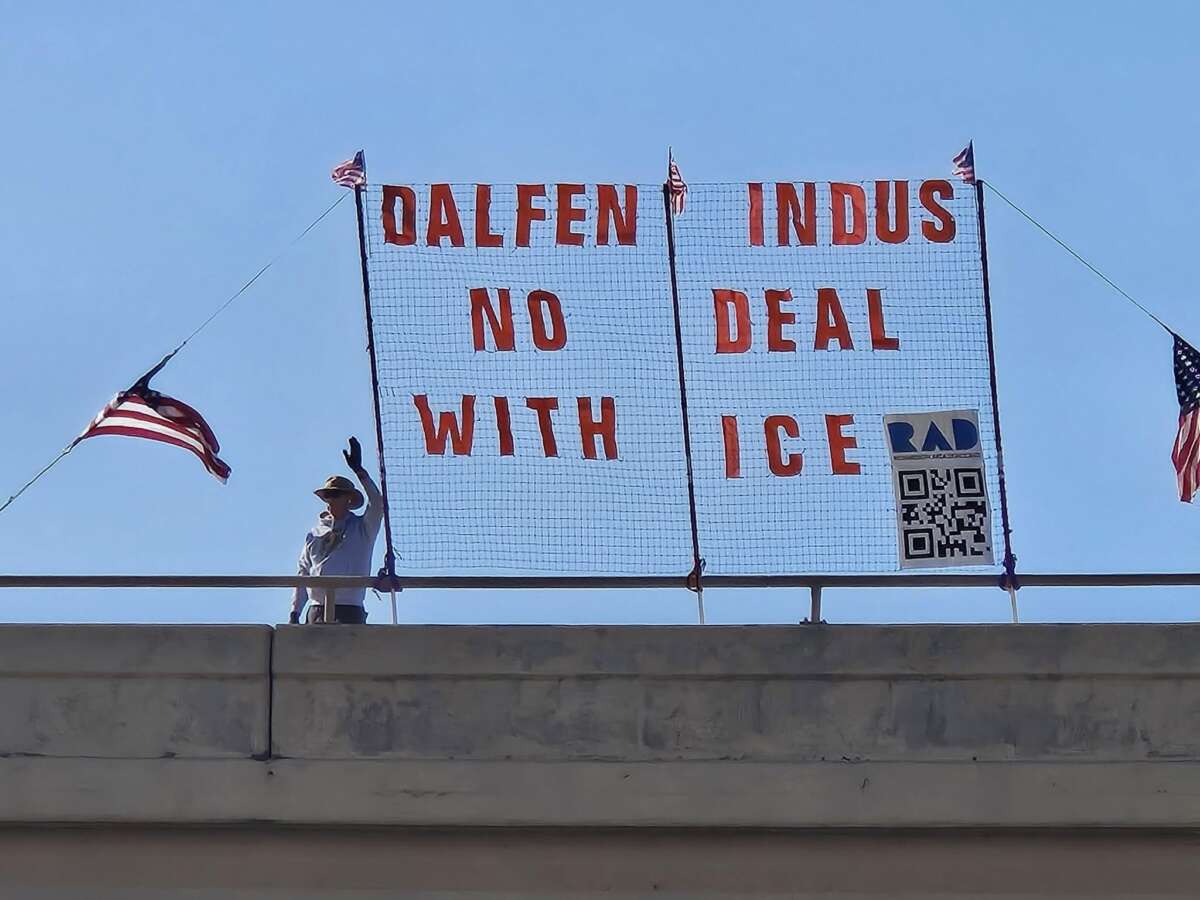 DALFEN INDUS
NO DEAL
WITH ICE
RAD